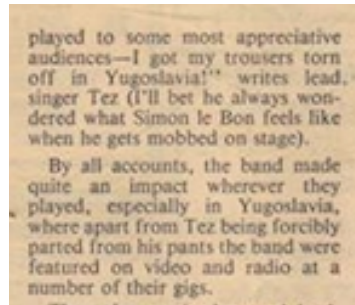 played to some most appreciative
audiences—I got my trousers torn
off in Yugoslavia!" writes lead
singer Tez (I'll bet he always won-
dered what Simon le Bon feels like
when he gets mobbed on stage).
By all accounts, the band made
quite an impact wherever they
played, especially in Yugoslavia,
where apart from Tez being forcibly
parted from his pants the band were
featured on video and radio at a
number of their gigs.